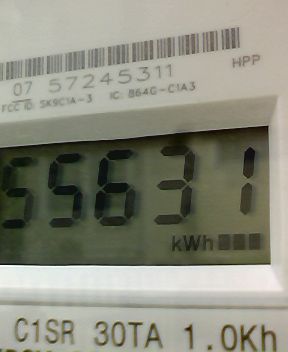 HPP
07 57245311
FCC ID: SK9C1A-3 IC: 864G-C1A3
55631
kWh
C1SR 30TA 1.0Kh